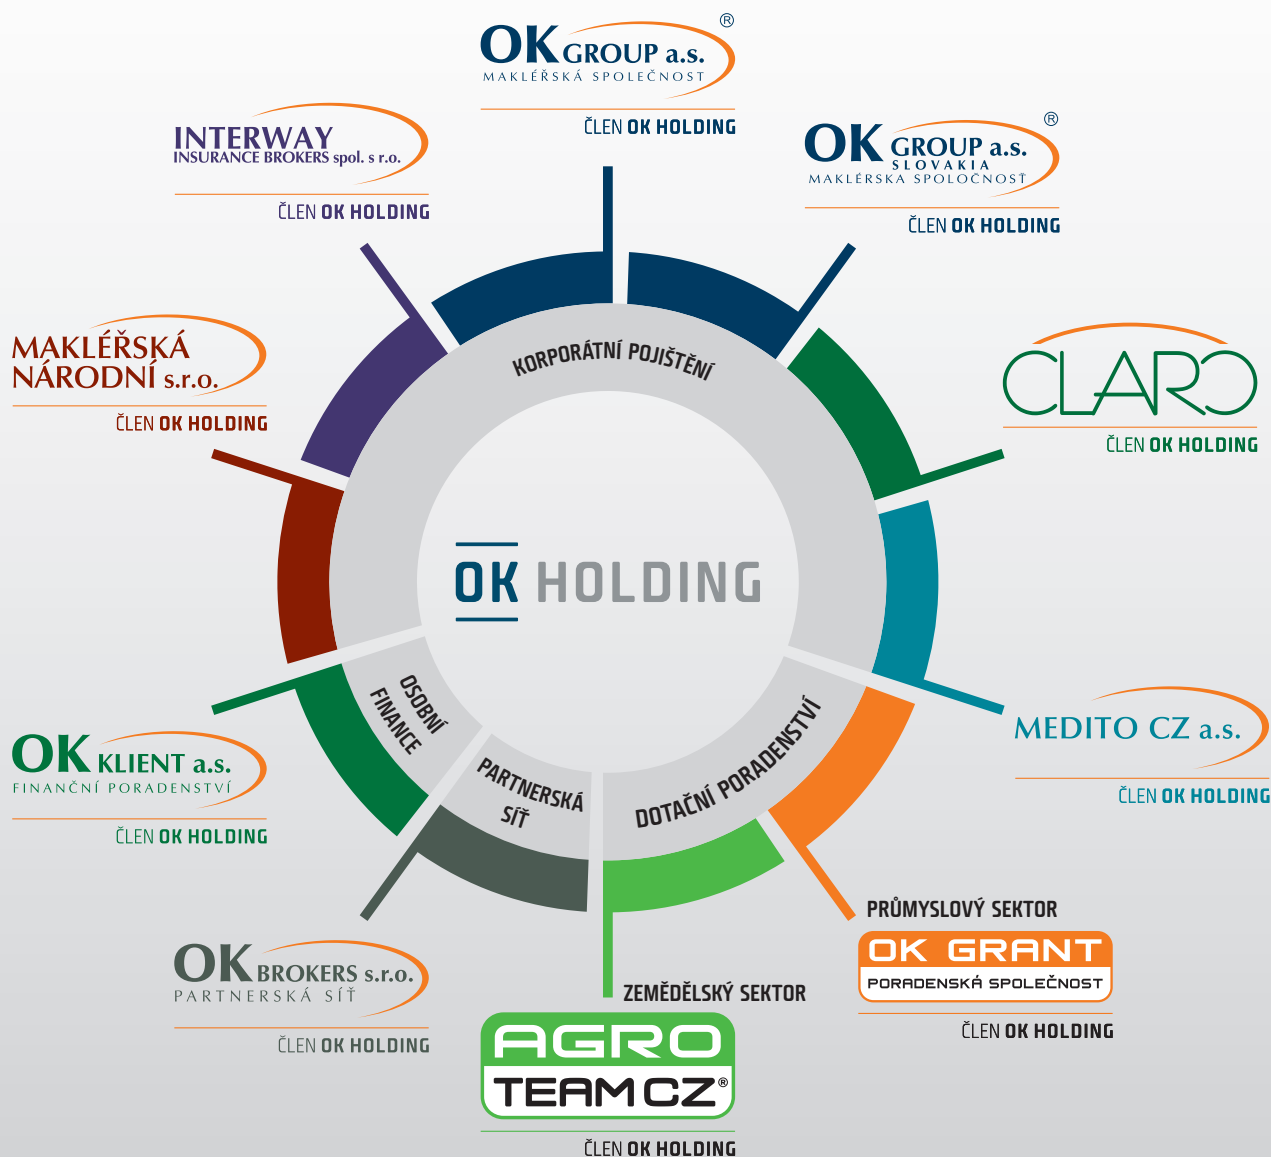 OK GROUP a.s. ®
MAKLÉŘSKÁ SPOLEČNOST
ČLEN OK HOLDING
INTERWAY
INSURANCE BROKERS spol. s r.o.
ČLEN OK HOLDING
OK GROUP a.s. ®
SLOVAKIA
MAKLÉRSKA SPOLOČNOSŤ
ČLEN OK HOLDING
MAKLÉŘSKÁ
NÁRODNÍ s.r.o.
ČLEN OK HOLDING
KORPORÁTNÍ POJIŠTĚNÍ
CLARO
ČLEN OK HOLDING
OK HOLDING
OSOBNÍ
FINANCE
PARTNERSKÁ
SÍŤ
DOTAČNÍ PORADENSTVÍ
MEDITO CZ a.s.
ČLEN OK HOLDING
OK KLIENT a.s.
FINANČNÍ PORADENSTVÍ
ČLEN OK HOLDING
PRŮMYSLOVÝ SEKTOR
OK GRANT
PORADENSKÁ SPOLEČNOST
ČLEN OK HOLDING
OK BROKERS s.r.o.
PARTNERSKÁ SÍŤ
ČLEN OK HOLDING
ZEMĚDĚLSKÝ SEKTOR
AGRO
TEAM CZ®
ČLEN OK HOLDING